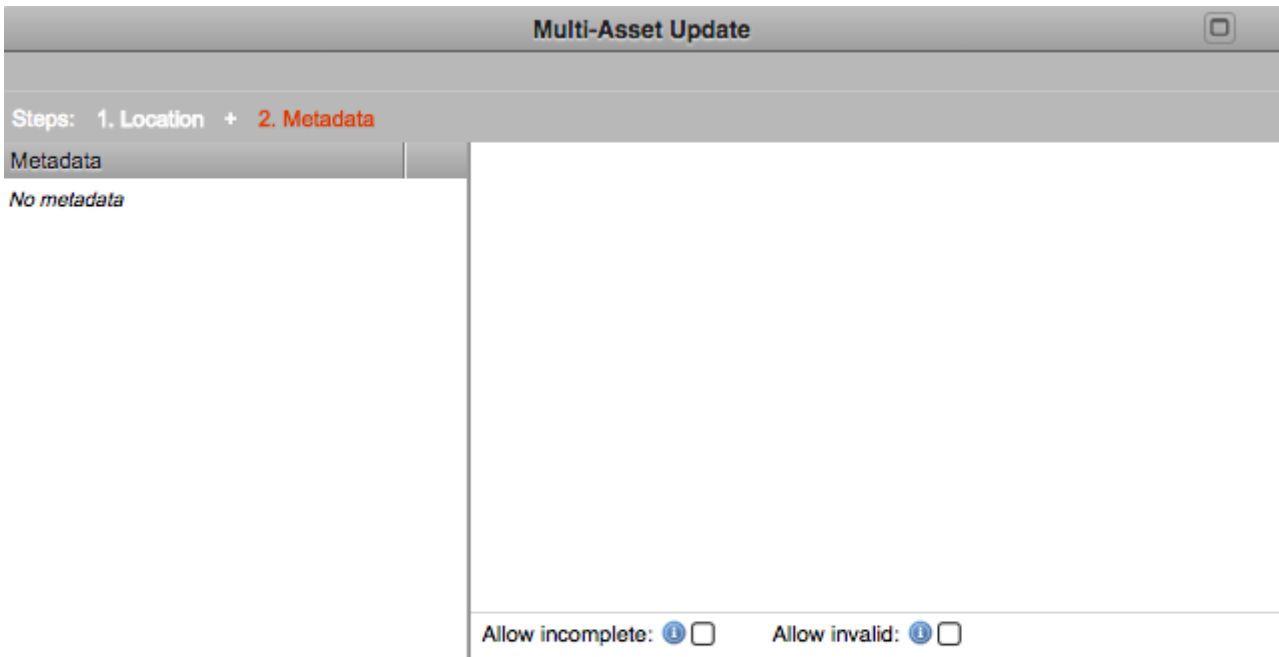 Multi-Asset Update
Steps: 1. Location + 2. Metadata
Metadata
No metadata
Allow incomplete: Allow invalid: